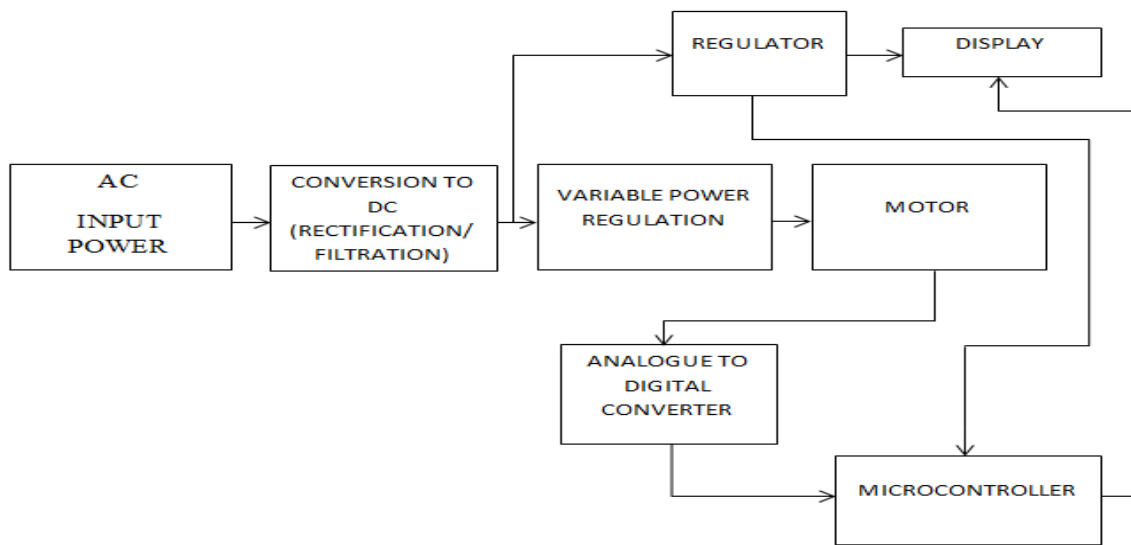 REGULATOR
DISPLAY
AC
INPUT
POWER
CONVERSION TO
DC
(RECTIFICATION/
FILTRATION)
VARIABLE POWER
REGULATION
MOTOR
ANALOGUE TO
DIGITAL
CONVERTER
MICROCONTROLLER